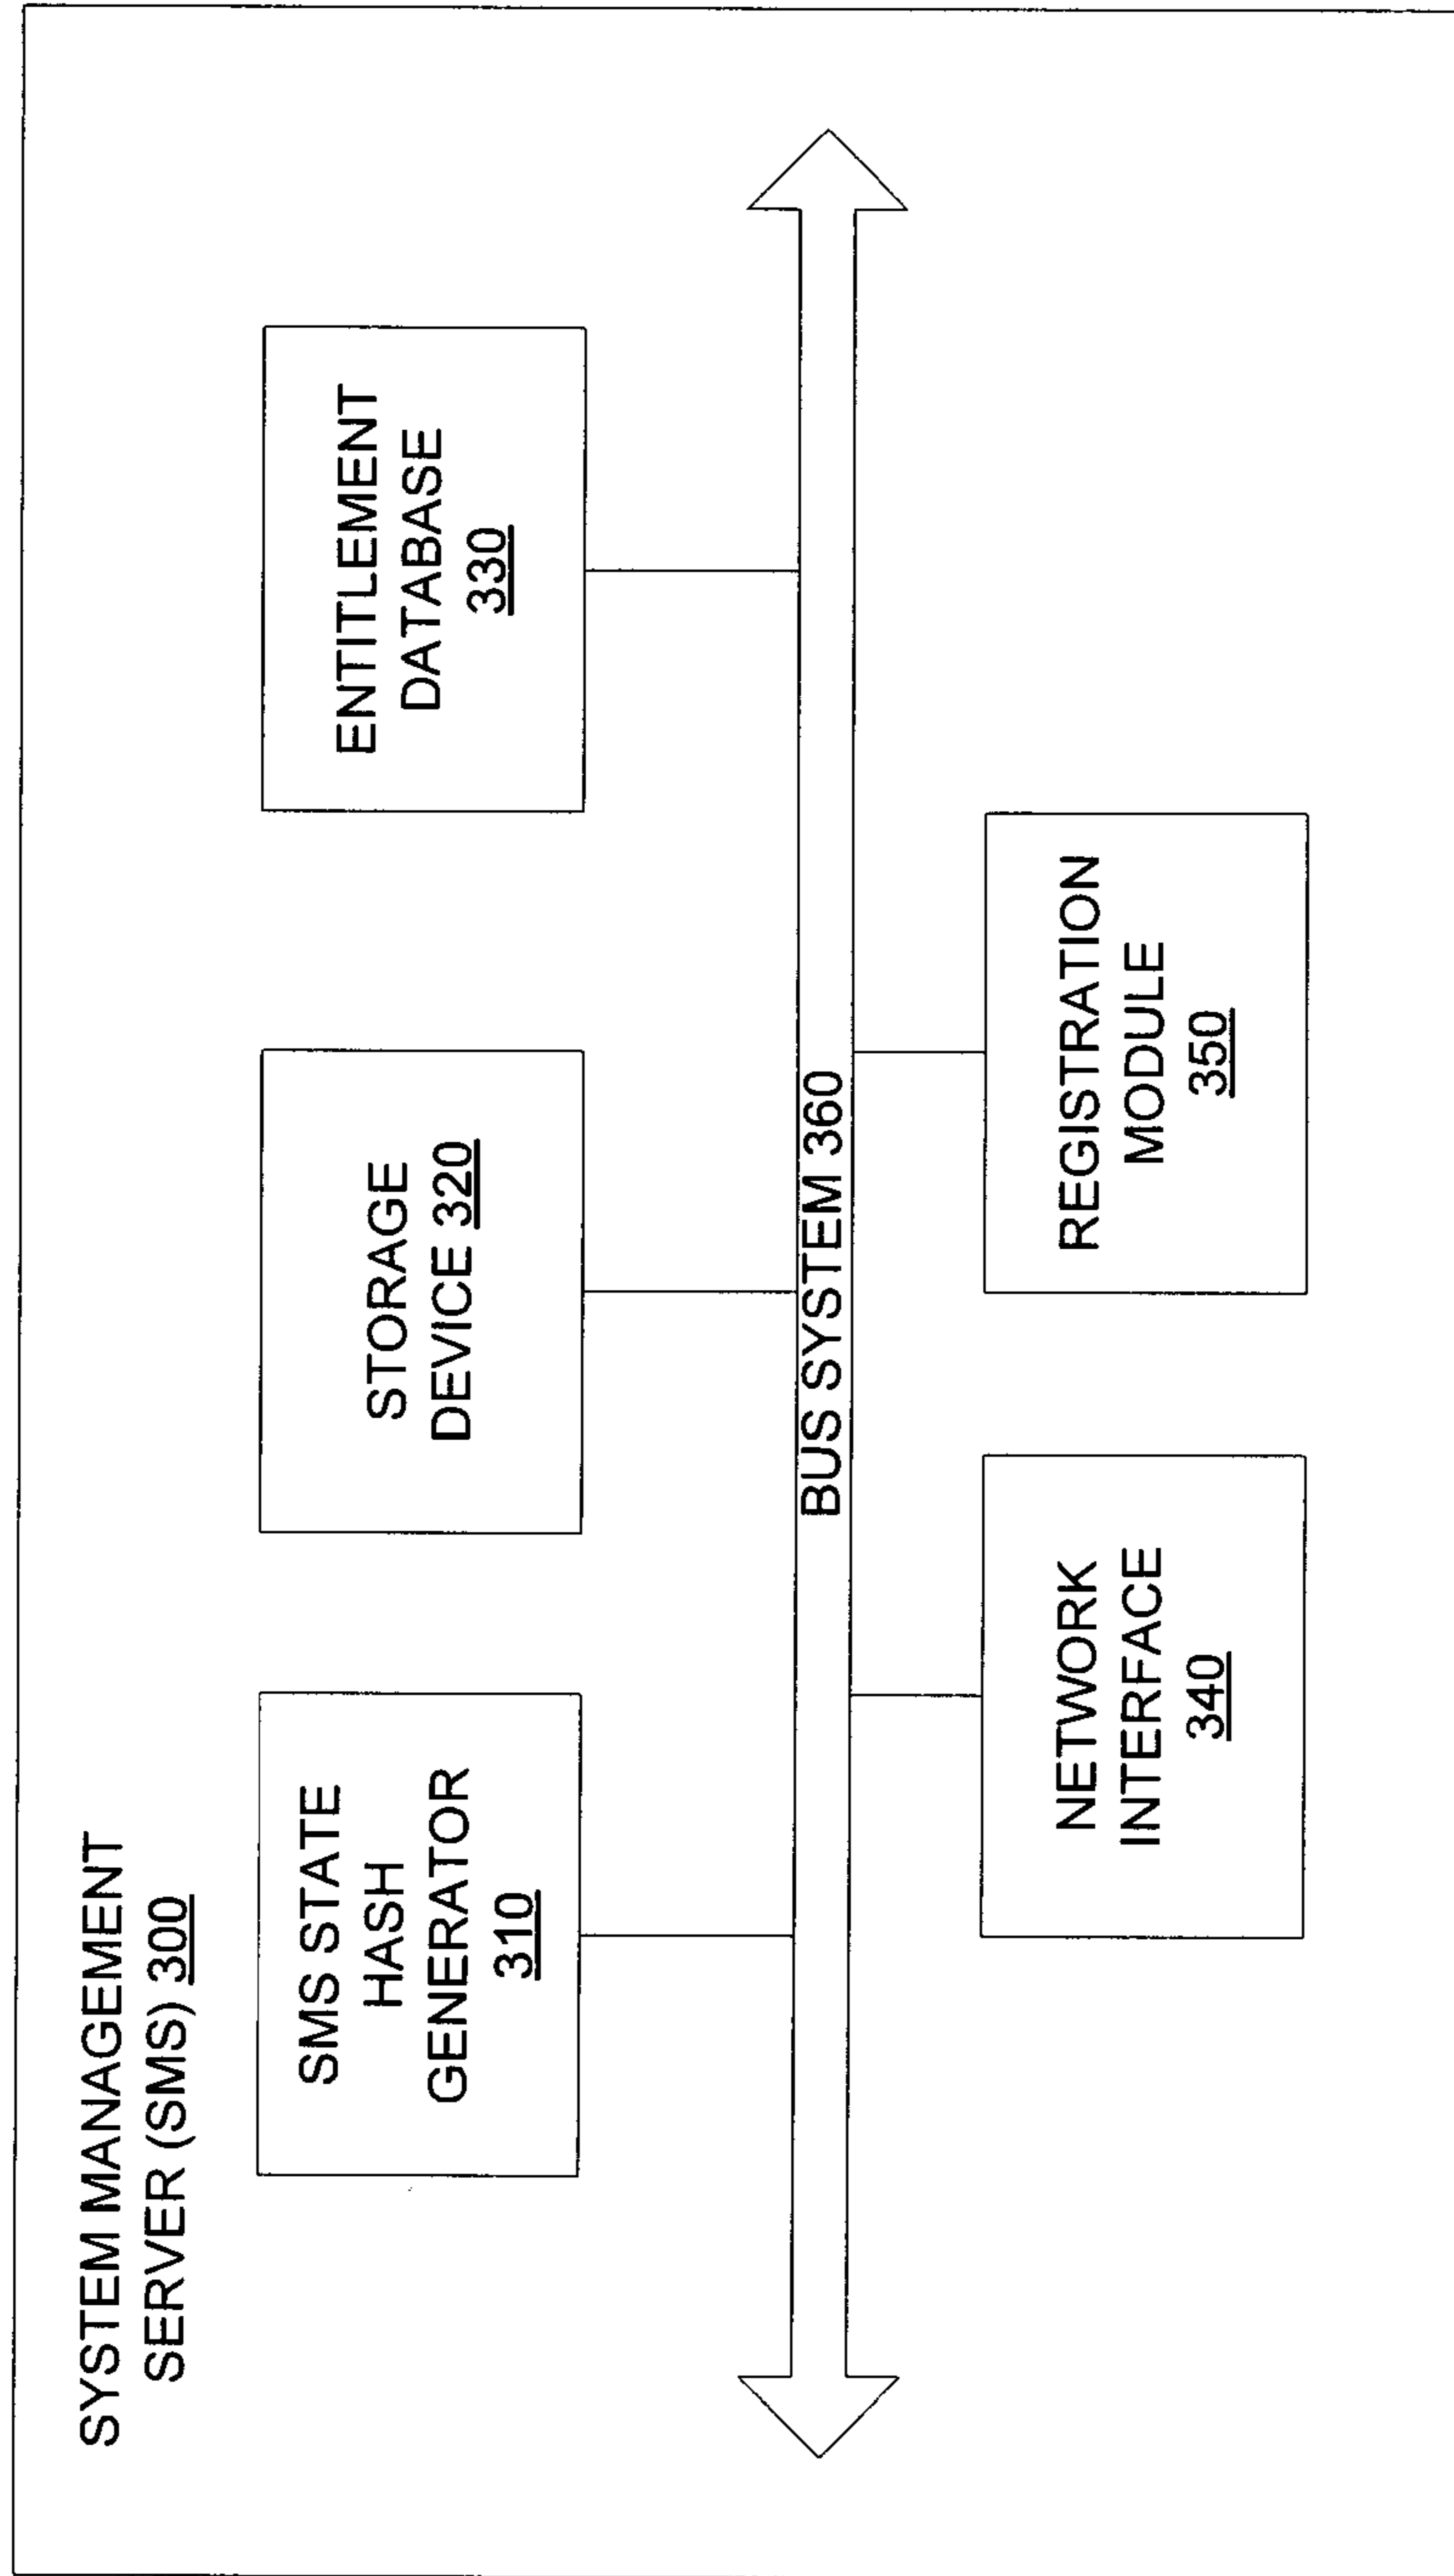 SYSTEM MANAGEMENT
SERVER (SMS) 300
SMS STATE
HASH
GENERATOR
310
STORAGE
DEVICE 320
ENTITLEMENT
DATABASE
330
BUS SYSTEM 360
NETWORK
INTERFACE
340
REGISTRATION
MODULE
350